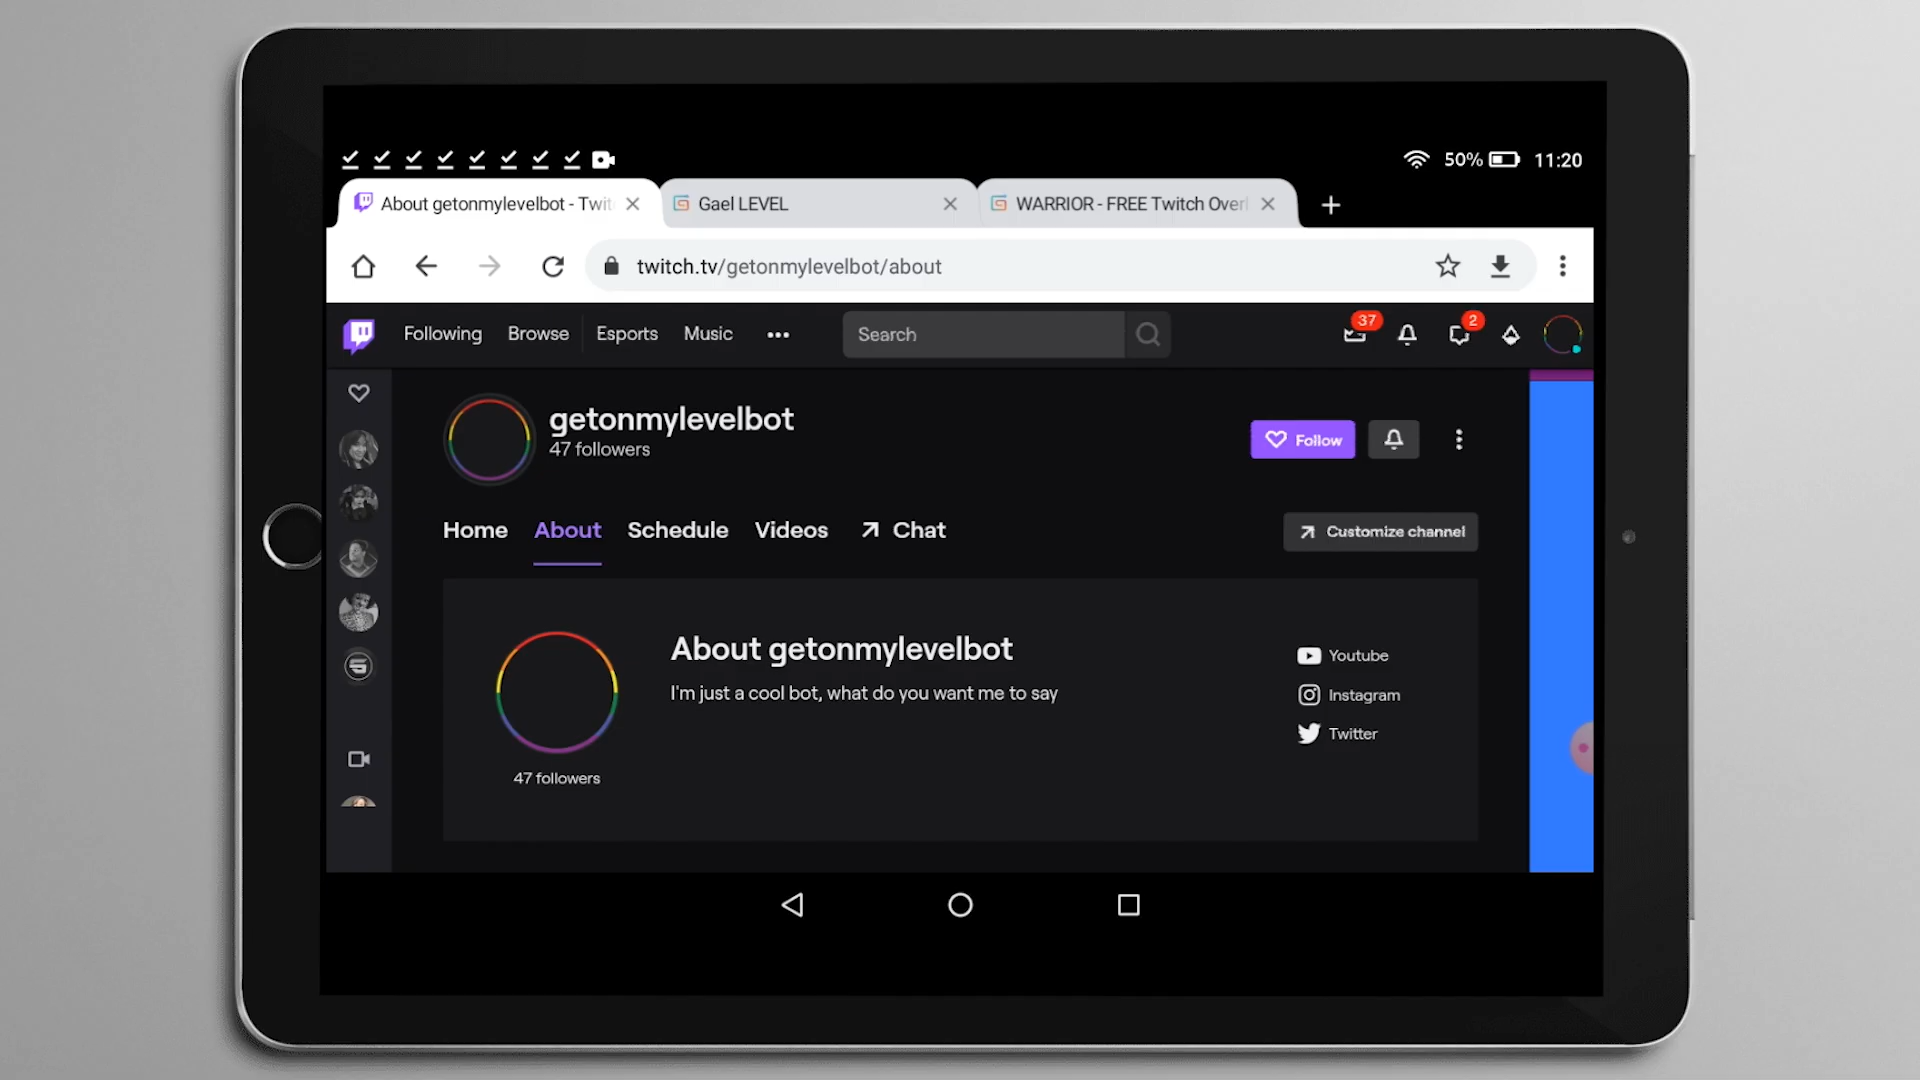 50% 11:20
About getonmylevelbot - Twit
Gael LEVEL
WARRIOR - FREE Twitch Overl
twitch.tv/getonmylevelbot/about
Following Browse Esports Music
Search
37
2
getonmylevelbot
47 followers
Follow
Home About Schedule Videos Chat
Customize channel
About getonmylevelbot
I'm just a cool bot, what do you want me to say
47 followers
Youtube
Instagram
Twitter